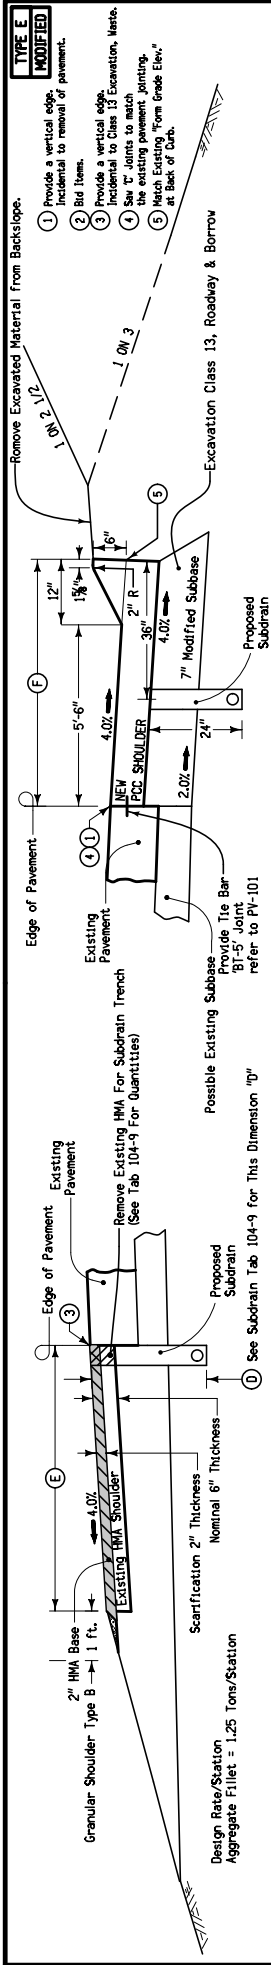 TYPE E
MODIFIED
1 Provide a vertical edge.
Incidental to removal of pavement.
2 Bid Items.
3 Provide a vertical edge.
Incidental to Class 13 Excavation, Waste.
4 Saw 'C' Joints to match
the existing pavement jointing.
5 Match Existing "Form Grade Elev."
at Back of Curb.
Romove Excavated Material from Backslope.
1 ON 2 1/2
1 ON 3
F
12"
5'-6"
6"
2" R
36"
5
4.0%
4.0%
2.0%
24"
NEW
PCC SHOULDER
7" Modified Subbase
Excavation Class 13, Roadway & Borrow
Proposed
Subdrain
Edge of Pavement
4 1
Existing
Pavement
Possible Existing Subbase
Provide Tie Bar
'BT-5' Joint
refer to PV-101
Edge of Pavement
Existing
Pavement
3
Remove Existing HMA For Subdrain Trench
(See Tab 104-9 For Quantities)
Proposed
Subdrain
D See Subdrain Tab 104-9 for This Dimension "D"
E
4.0%
Existing HMA Shoulder
2" HMA Base
Granular Shoulder Type B
1 ft.
Scarification 2" Thickness
Nominal 6" Thickness
Design Rate/Station
Aggregate Fillet = 1.25 Tons/Station